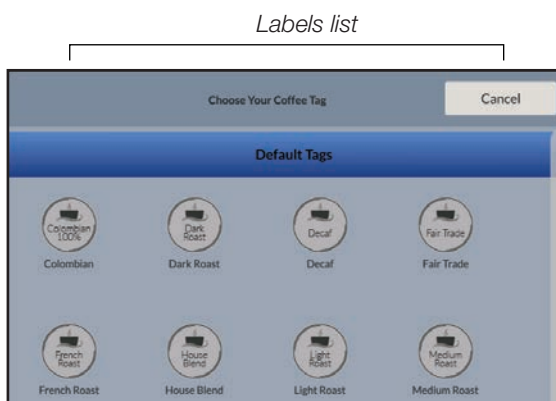 Labels list
Choose Your Coffee Tag
Cancel
Default Tags
Colombian
100%
Dark
Roast
Decaf
Fair Trade
Colombian
Dark Roast
Decaf
Fair Trade
French
Roast
House
Blend
Light
Roast
Medium
Roast
French Roast
House Blend
Light Roast
Medium Roast